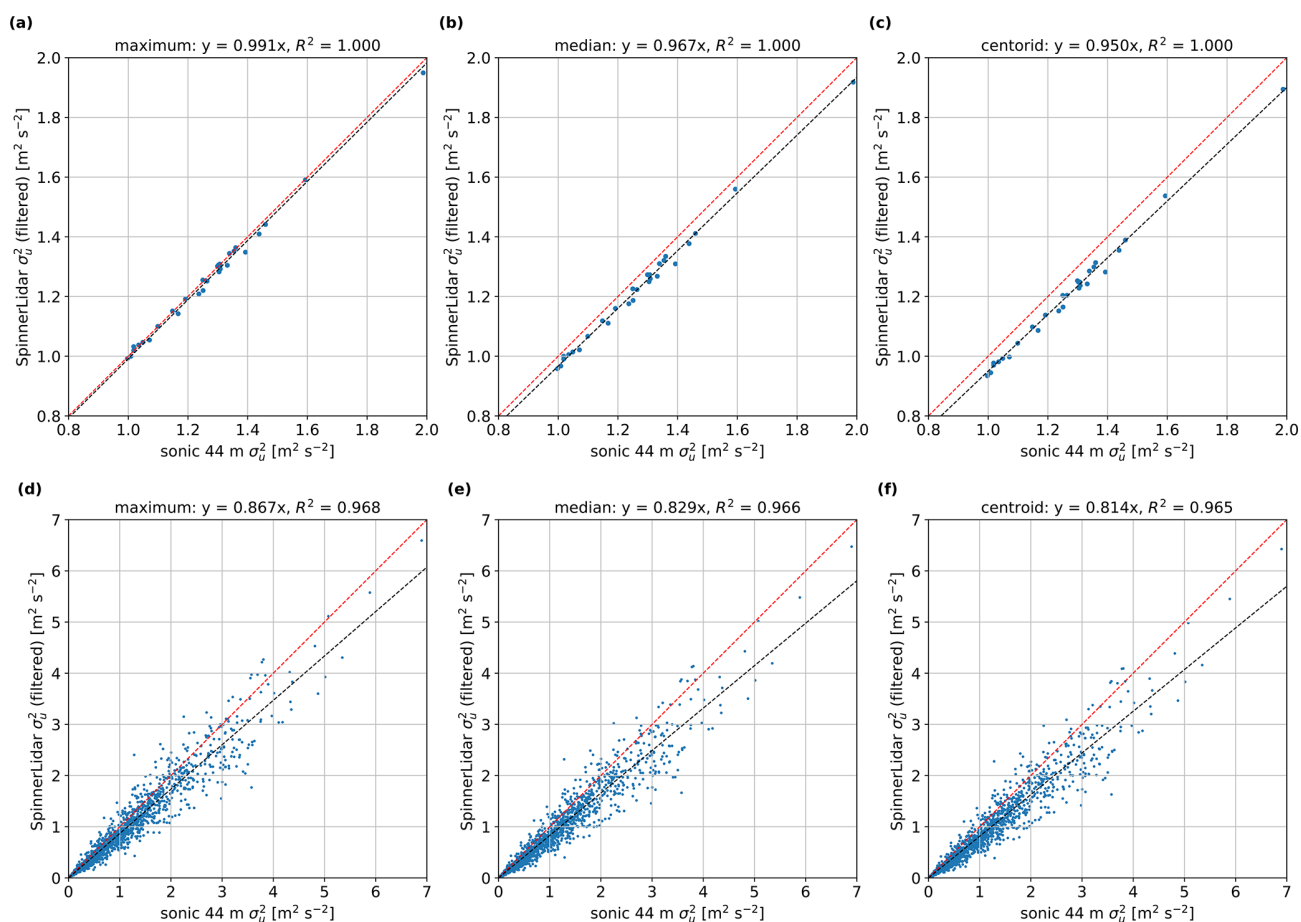 (a)
maximum: y = 0.991x, R² = 1.000
2.0
1.8
1.6
1.4
1.2
1.0
0.8
SpinnerLidar σ²ᵤ (filtered) [m² s⁻²]
0.8 1.0 1.2 1.4 1.6 1.8 2.0
sonic 44 m σ²ᵤ [m² s⁻²]
(b)
median: y = 0.967x, R² = 1.000
2.0
1.8
1.6
1.4
1.2
1.0
0.8
SpinnerLidar σ²ᵤ (filtered) [m² s⁻²]
0.8 1.0 1.2 1.4 1.6 1.8 2.0
sonic 44 m σ²ᵤ [m² s⁻²]
(c)
centorid: y = 0.950x, R² = 1.000
2.0
1.8
1.6
1.4
1.2
1.0
0.8
SpinnerLidar σ²ᵤ (filtered) [m² s⁻²]
0.8 1.0 1.2 1.4 1.6 1.8 2.0
sonic 44 m σ²ᵤ [m² s⁻²]
(d)
maximum: y = 0.867x, R² = 0.968
7
6
5
4
3
2
1
0
SpinnerLidar σ²ᵤ (filtered) [m² s⁻²]
0 1 2 3 4 5 6 7
sonic 44 m σ²ᵤ [m² s⁻²]
(e)
median: y = 0.829x, R² = 0.966
7
6
5
4
3
2
1
0
SpinnerLidar σ²ᵤ (filtered) [m² s⁻²]
0 1 2 3 4 5 6 7
sonic 44 m σ²ᵤ [m² s⁻²]
(f)
centroid: y = 0.814x, R² = 0.965
7
6
5
4
3
2
1
0
SpinnerLidar σ²ᵤ (filtered) [m² s⁻²]
0 1 2 3 4 5 6 7
sonic 44 m σ²ᵤ [m² s⁻²]